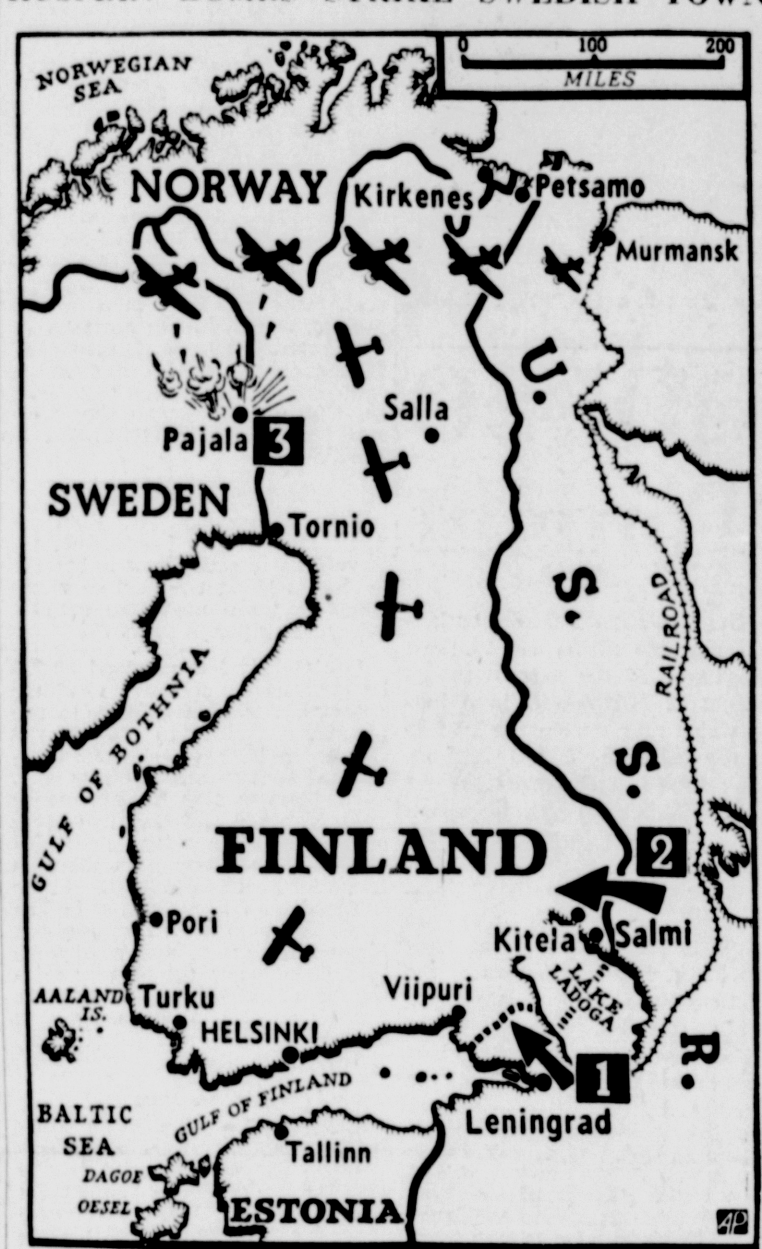 SWEDISH TOWN
0 100 200
MILES
NORWEGIAN
SEA
NORWAY
Kirkenes
Petsamo
Murmansk
U.
Salla
Pajala 3
SWEDEN
Tornio
S.
RAILROAD
GULF OF BOTHNIA
S.
FINLAND
2
Pori
Kitela
Salmi
AALAND
IS.
Turku
Viipuri
LAKE
LADOGA
HELSINKI
R.
1
GULF OF FINLAND
Leningrad
BALTIC
SEA
Tallinn
DAGOE
OESEL
ESTONIA
AP